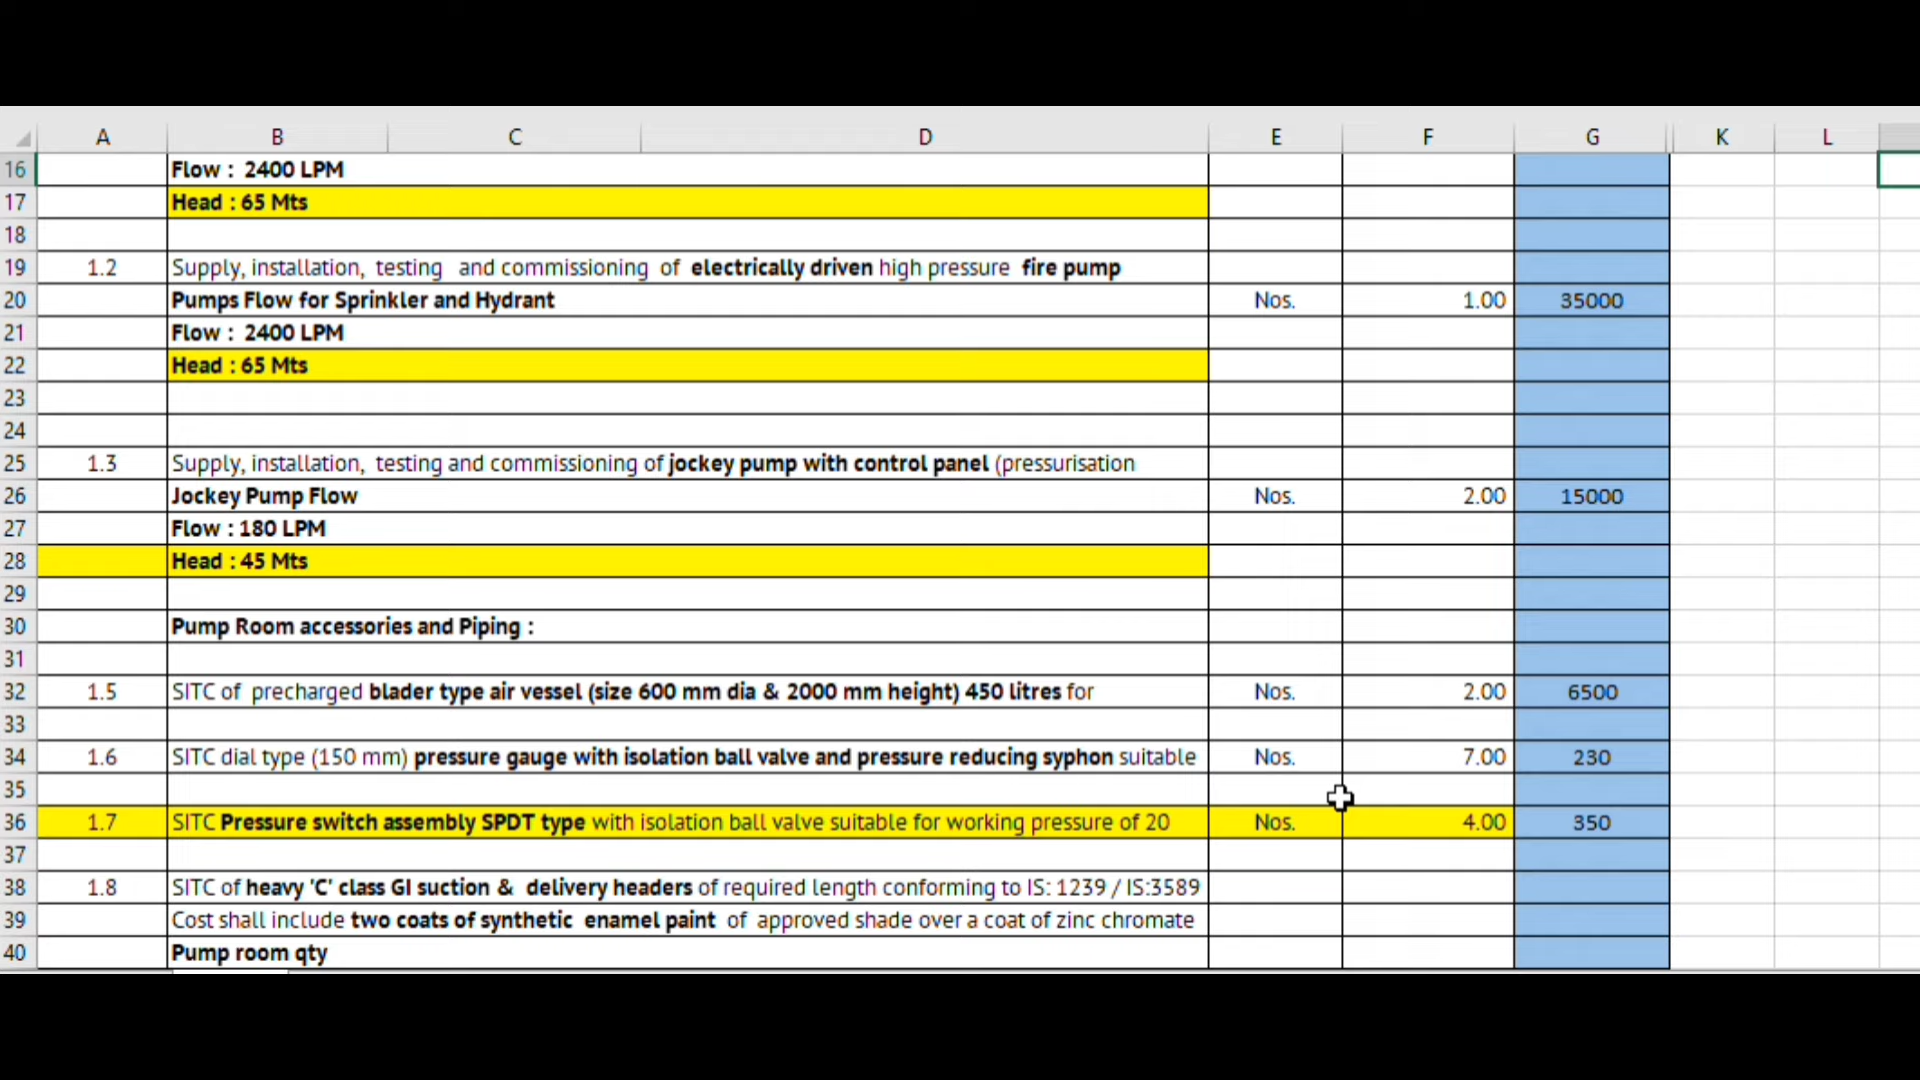 A B C D E F G K L
16 Flow : 2400 LPM
17 Head : 65 Mts
18
19 1.2 Supply, installation, testing and commissioning of electrically driven high pressure fire pump
20 Pumps Flow for Sprinkler and Hydrant Nos. 1.00 35000
21 Flow : 2400 LPM
22 Head : 65 Mts
23
24
25 1.3 Supply, installation, testing and commissioning of jockey pump with control panel (pressurisation
26 Jockey Pump Flow Nos. 2.00 15000
27 Flow : 180 LPM
28 Head : 45 Mts
29
30 Pump Room accessories and Piping :
31
32 1.5 SITC of precharged blader type air vessel (size 600 mm dia & 2000 mm height) 450 litres for Nos. 2.00 6500
33
34 1.6 SITC dial type (150 mm) pressure gauge with isolation ball valve and pressure reducing syphon suitable Nos. 7.00 230
35
36 1.7 SITC Pressure switch assembly SPDT type with isolation ball valve suitable for working pressure of 20 Nos. 4.00 350
37
38 1.8 SITC of heavy 'C' class GI suction & delivery headers of required length conforming to IS: 1239 / IS:3589
39 Cost shall include two coats of synthetic enamel paint of approved shade over a coat of zinc chromate
40 Pump room qty